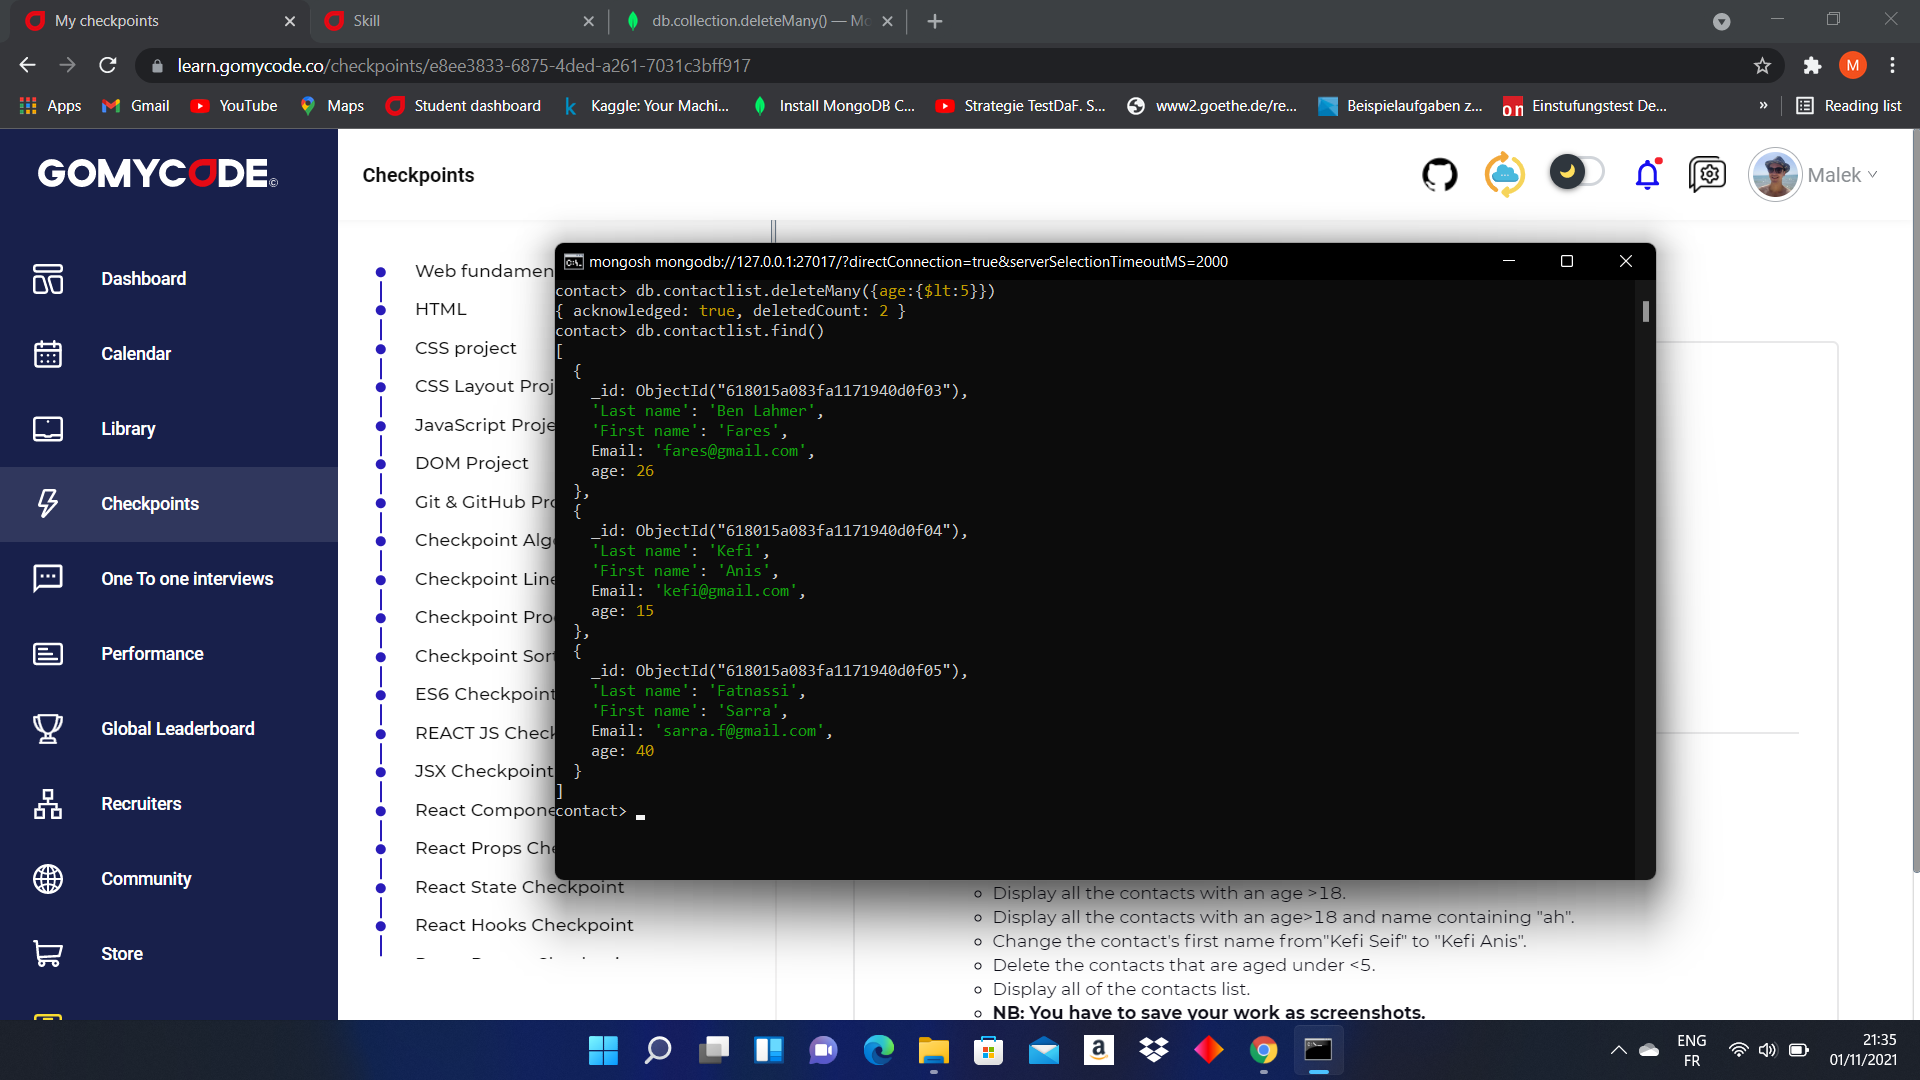 My checkpoints
Skill
db.collection.deleteMany() — Mo
learn.gomycode.co/checkpoints/e8ee3833-6875-4ded-a261-7031c3bff917
M
Apps
Gmail
YouTube
Maps
Student dashboard
Kaggle: Your Machi...
Install MongoDB C...
Strategie TestDaF. S...
www2.goethe.de/re...
Beispielaufgaben z...
Einstufungstest De...
»
Reading list
GOMYCODE©
Checkpoints
Malek
Dashboard
Calendar
Library
Checkpoints
One To one interviews
Performance
Global Leaderboard
Recruiters
Community
Store
Web fundamen
HTML
CSS project
CSS Layout Proj
JavaScript Proje
DOM Project
Git & GitHub Pro
Checkpoint Algo
Checkpoint Line
Checkpoint Pro
Checkpoint Sort
ES6 Checkpoint
REACT JS Check
JSX Checkpoint
React Compone
React Props Che
React State Checkpoint
React Hooks Checkpoint
mongosh mongodb://127.0.0.1:27017/?directConnection=true&serverSelectionTimeoutMS=2000
contact> db.contactlist.deleteMany({age:{$lt:5}})
{ acknowledged: true, deletedCount: 2 }
contact> db.contactlist.find()
[
{
_id: ObjectId("618015a083fa1171940d0f03"),
'Last name': 'Ben Lahmer',
'First name': 'Fares',
Email: 'fares@gmail.com',
age: 26
},
{
_id: ObjectId("618015a083fa1171940d0f04"),
'Last name': 'Kefi',
'First name': 'Anis',
Email: 'kefi@gmail.com',
age: 15
},
{
_id: ObjectId("618015a083fa1171940d0f05"),
'Last name': 'Fatnassi',
'First name': 'Sarra',
Email: 'sarra.f@gmail.com',
age: 40
}
]
contact>
Display all the contacts with an age >18.
Display all the contacts with an age>18 and name containing "ah".
Change the contact's first name from"Kefi Seif" to "Kefi Anis".
Delete the contacts that are aged under <5.
Display all of the contacts list.
NB: You have to save your work as screenshots.
ENG
FR
21:35
01/11/2021